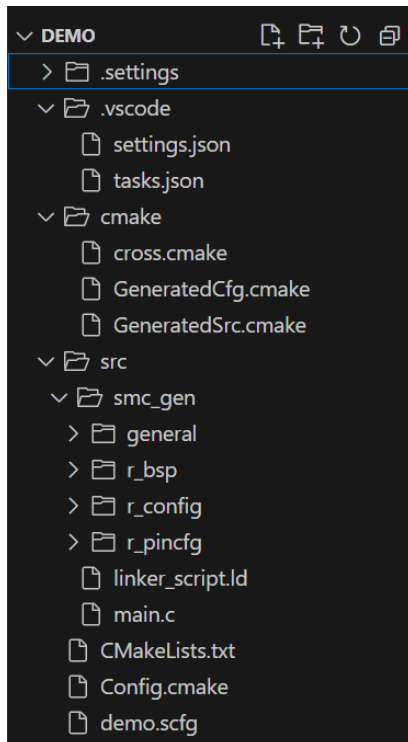 DEMO
.settings
.vscode
settings.json
tasks.json
cmake
cross.cmake
GeneratedCfg.cmake
GeneratedSrc.cmake
src
smc_gen
general
r_bsp
r_config
r_pincfg
linker_script.ld
main.c
CMakeLists.txt
Config.cmake
demo.scfg